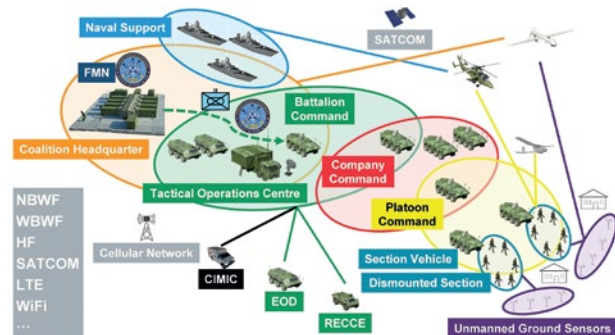 Naval Support
SATCOM
FMN
Battalion
Command
Coalition Headquarter
Company
Command
Tactical Operations Centre
Platoon
Command
NBWF
WBWF
HF
SATCOM
LTE
WiFi
...
Cellular Network
CIMIC
Section Vehicle
Dismounted Section
EOD
RECCE
Unmanned Ground Sensors